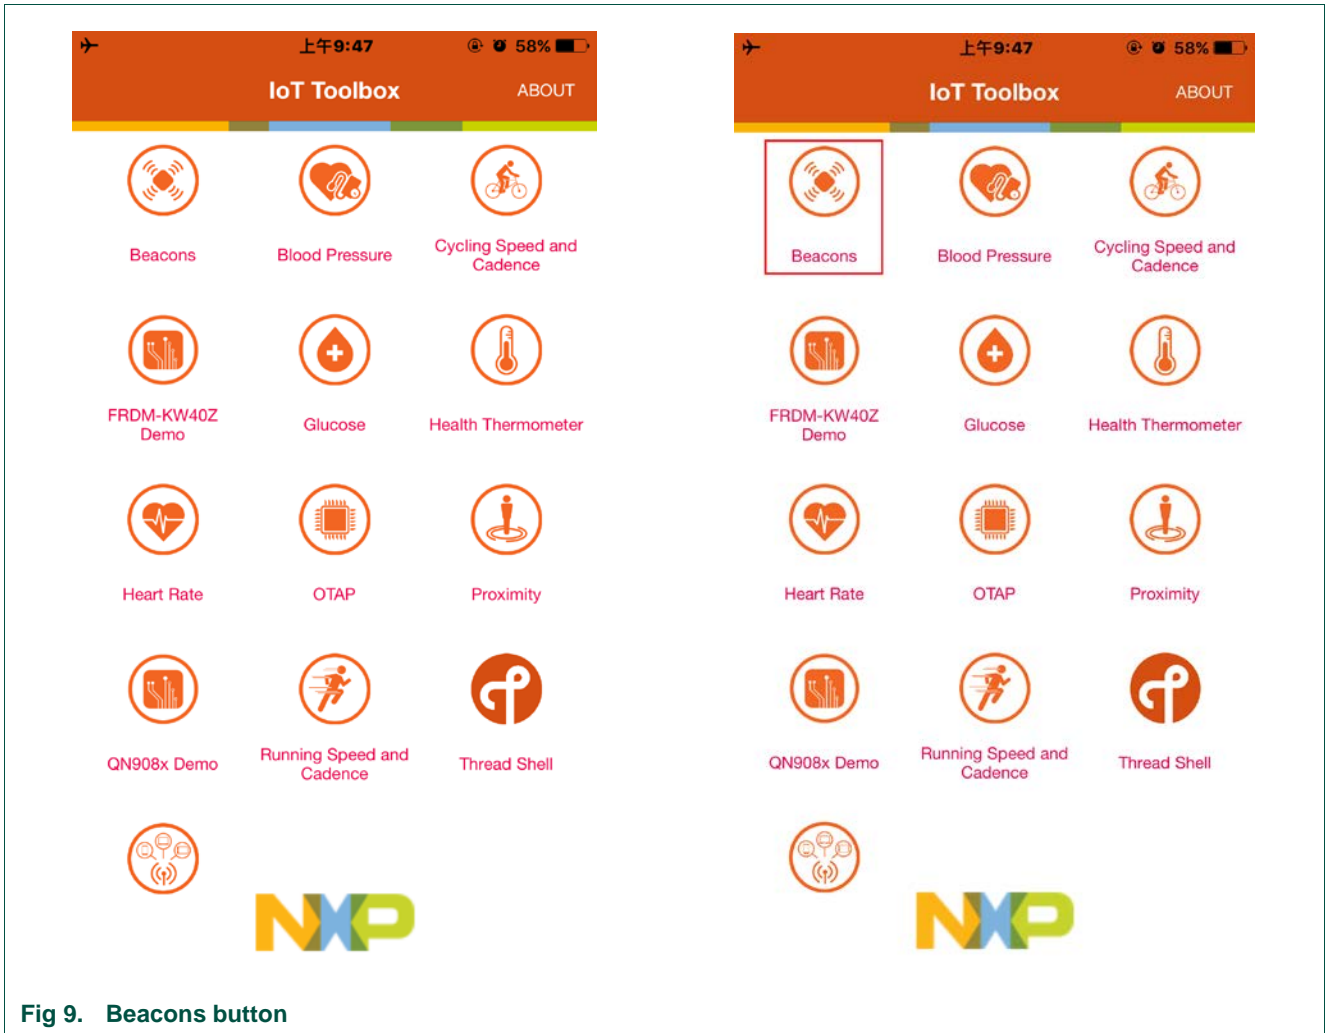 上午9:47
58%
IoT Toolbox
ABOUT
Beacons
Blood Pressure
Cycling Speed and
Cadence
FRDM-KW40Z
Demo
Glucose
Health Thermometer
Heart Rate
OTAP
Proximity
QN908x Demo
Running Speed and
Cadence
Thread Shell
NXP
上午9:47
58%
IoT Toolbox
ABOUT
Beacons
Blood Pressure
Cycling Speed and
Cadence
FRDM-KW40Z
Demo
Glucose
Health Thermometer
Heart Rate
OTAP
Proximity
QN908x Demo
Running Speed and
Cadence
Thread Shell
NXP
Fig 9. Beacons button